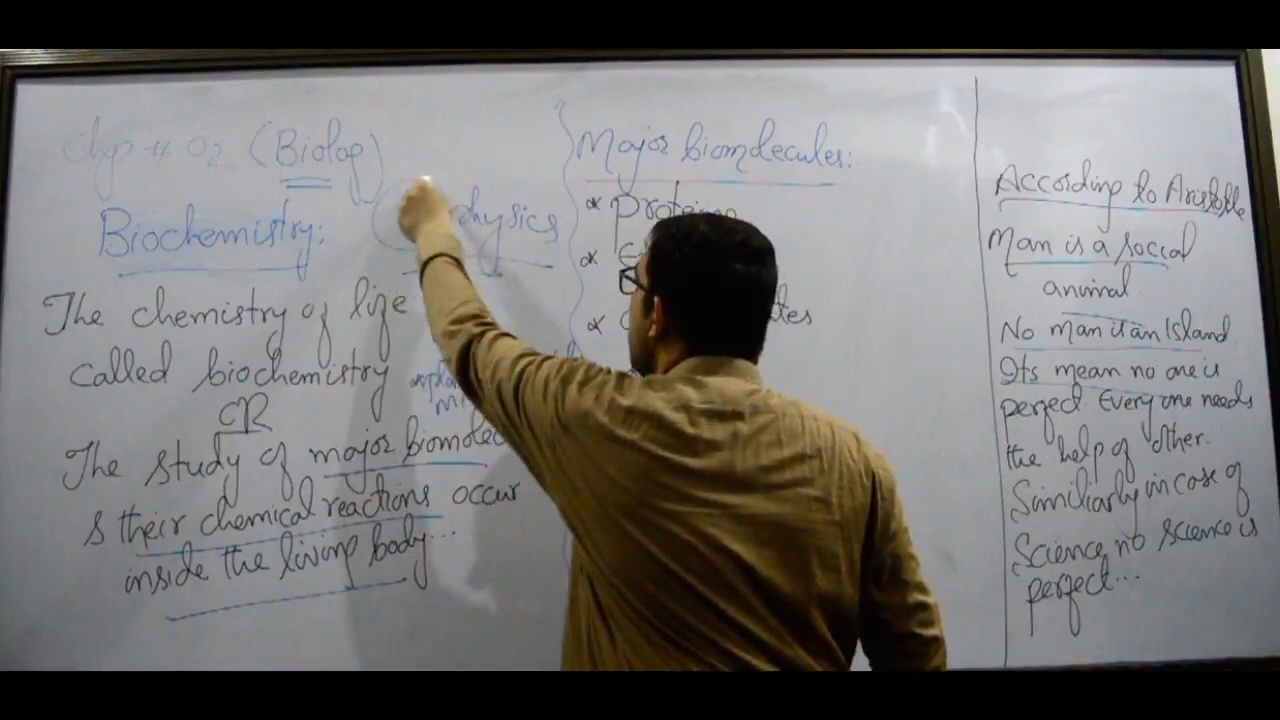 Chp # 02 (Biology)
Biochemistry:
physics
The chemistry of life
called biochemistry
OR
The study of major biomolec
& their chemical reactions occur
inside the living body...
Major biomolecules:
* Proteins
*
* tes
According to Aristotle
Man is a social
animal
No man is an Island
Its mean no one is
perfect Every one needs
the help of other.
Similiarly in case of
Science, no science is
perfect...